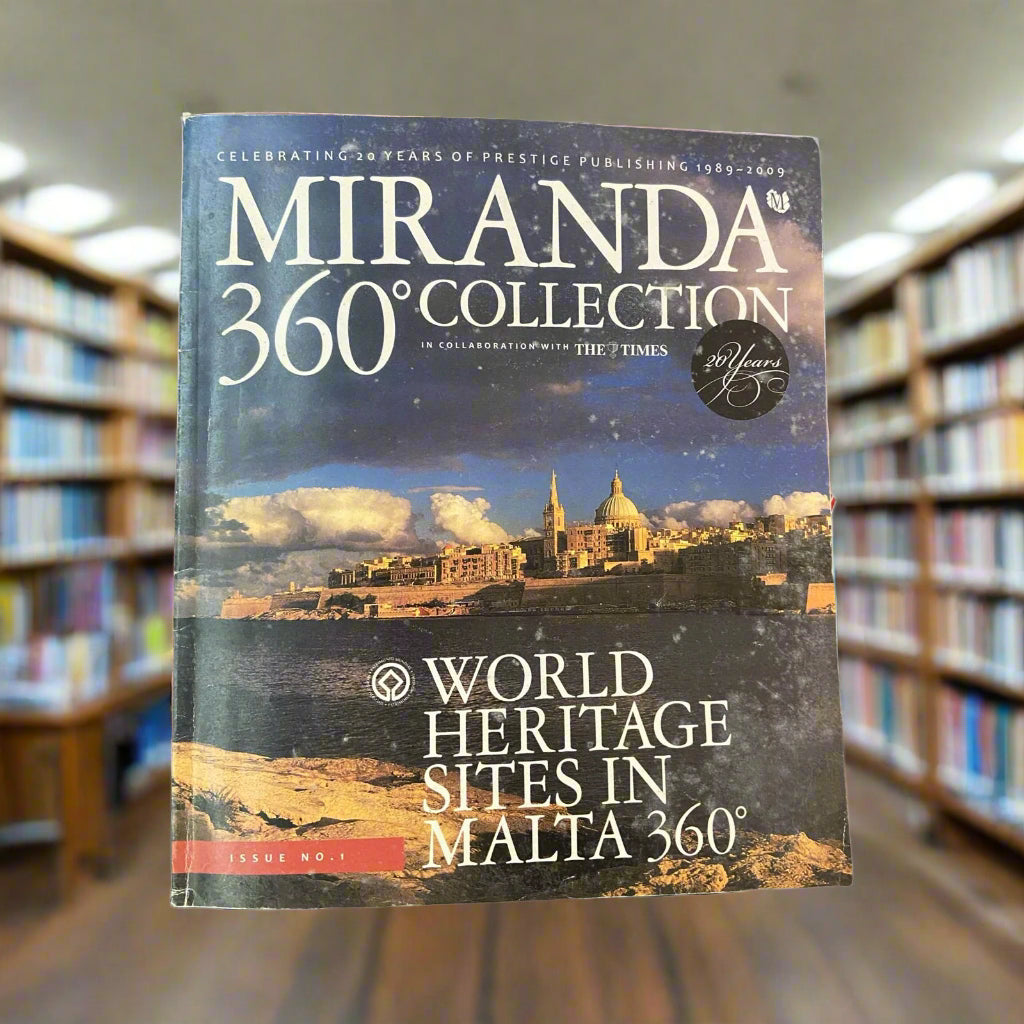 CELEBRATING 20 YEARS OF PRESTIGE PUBLISHING 1989~2009
MIRANDA
M
360° COLLECTION
IN COLLABORATION WITH THE TIMES
20 Years
WORLD
HERITAGE
SITES IN
MALTA 360°
ISSUE NO.1